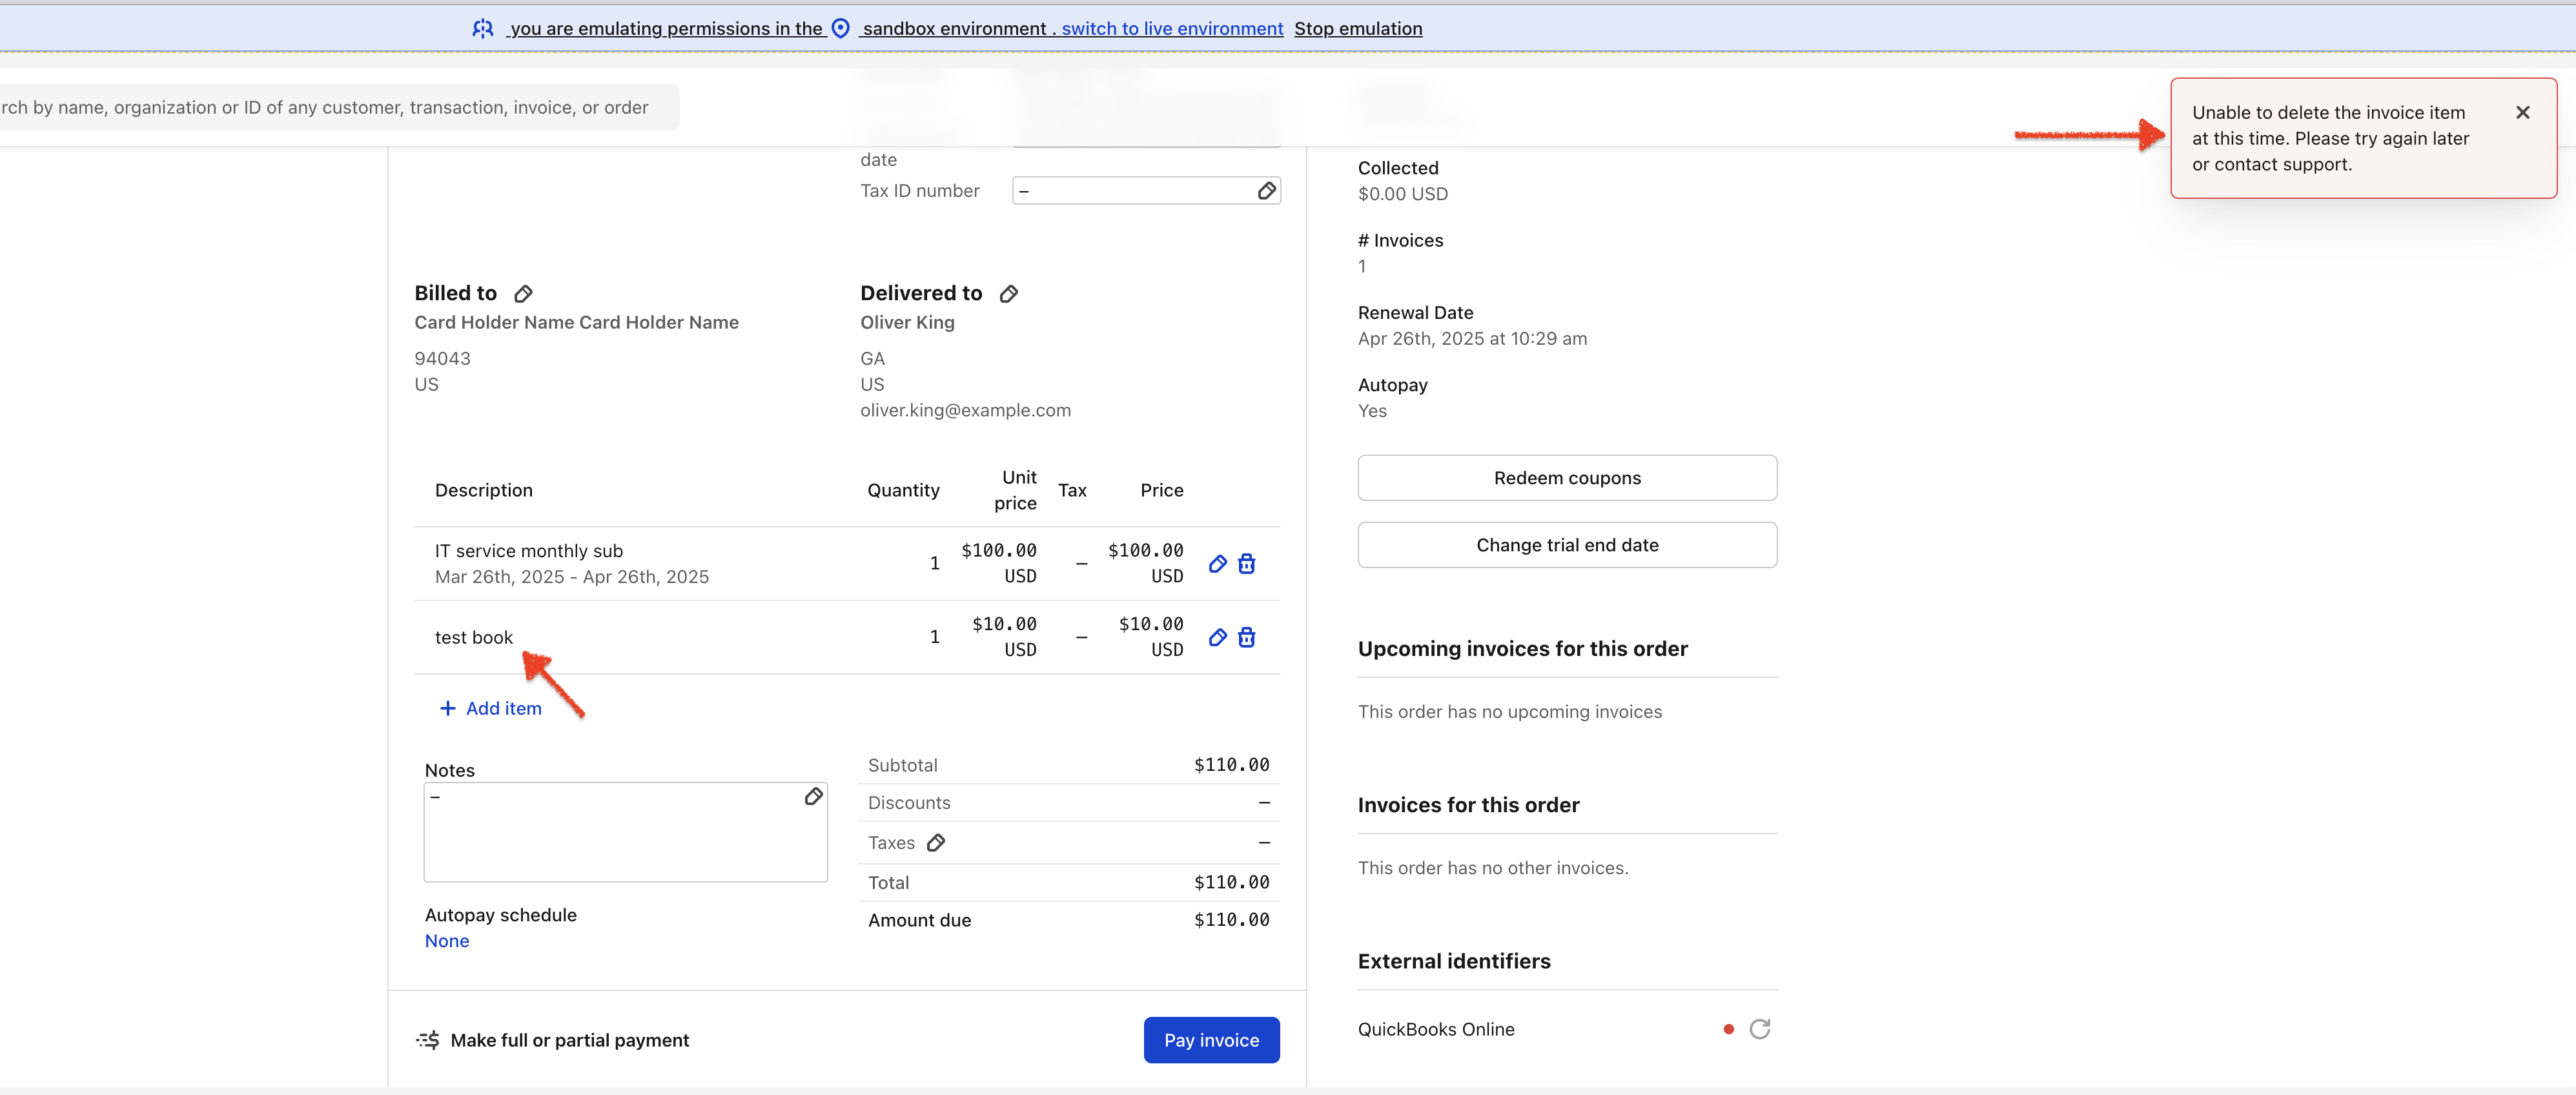 you are emulating permissions in the sandbox environment . switch to live environment Stop emulation
rch by name, organization or ID of any customer, transaction, invoice, or order
Unable to delete the invoice item
at this time. Please try again later
or contact support.
date
Tax ID number –
Billed to
Card Holder Name Card Holder Name
94043
US
Delivered to
Oliver King
GA
US
oliver.king@example.com
Description Quantity Unit price Tax Price
IT service monthly sub
Mar 26th, 2025 - Apr 26th, 2025
1 $100.00 USD – $100.00 USD
test book 1 $10.00 USD – $10.00 USD
+ Add item
Notes
–
Autopay schedule
None
Subtotal $110.00
Discounts –
Taxes –
Total $110.00
Amount due $110.00
Make full or partial payment
Pay invoice
Collected
$0.00 USD
# Invoices
1
Renewal Date
Apr 26th, 2025 at 10:29 am
Autopay
Yes
Redeem coupons
Change trial end date
Upcoming invoices for this order
This order has no upcoming invoices
Invoices for this order
This order has no other invoices.
External identifiers
QuickBooks Online